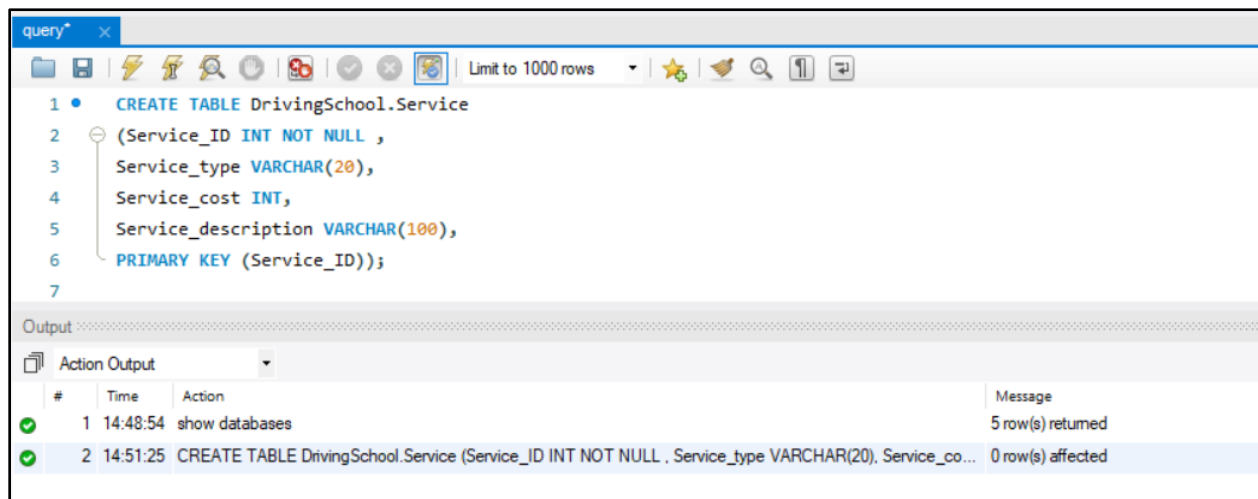 query*
Limit to 1000 rows
1 CREATE TABLE DrivingSchool.Service
2 (Service_ID INT NOT NULL ,
3 Service_type VARCHAR(20),
4 Service_cost INT,
5 Service_description VARCHAR(100),
6 PRIMARY KEY (Service_ID));
7
Output
Action Output
# Time Action Message
1 14:48:54 show databases 5 row(s) returned
2 14:51:25 CREATE TABLE DrivingSchool.Service (Service_ID INT NOT NULL , Service_type VARCHAR(20), Service_co... 0 row(s) affected